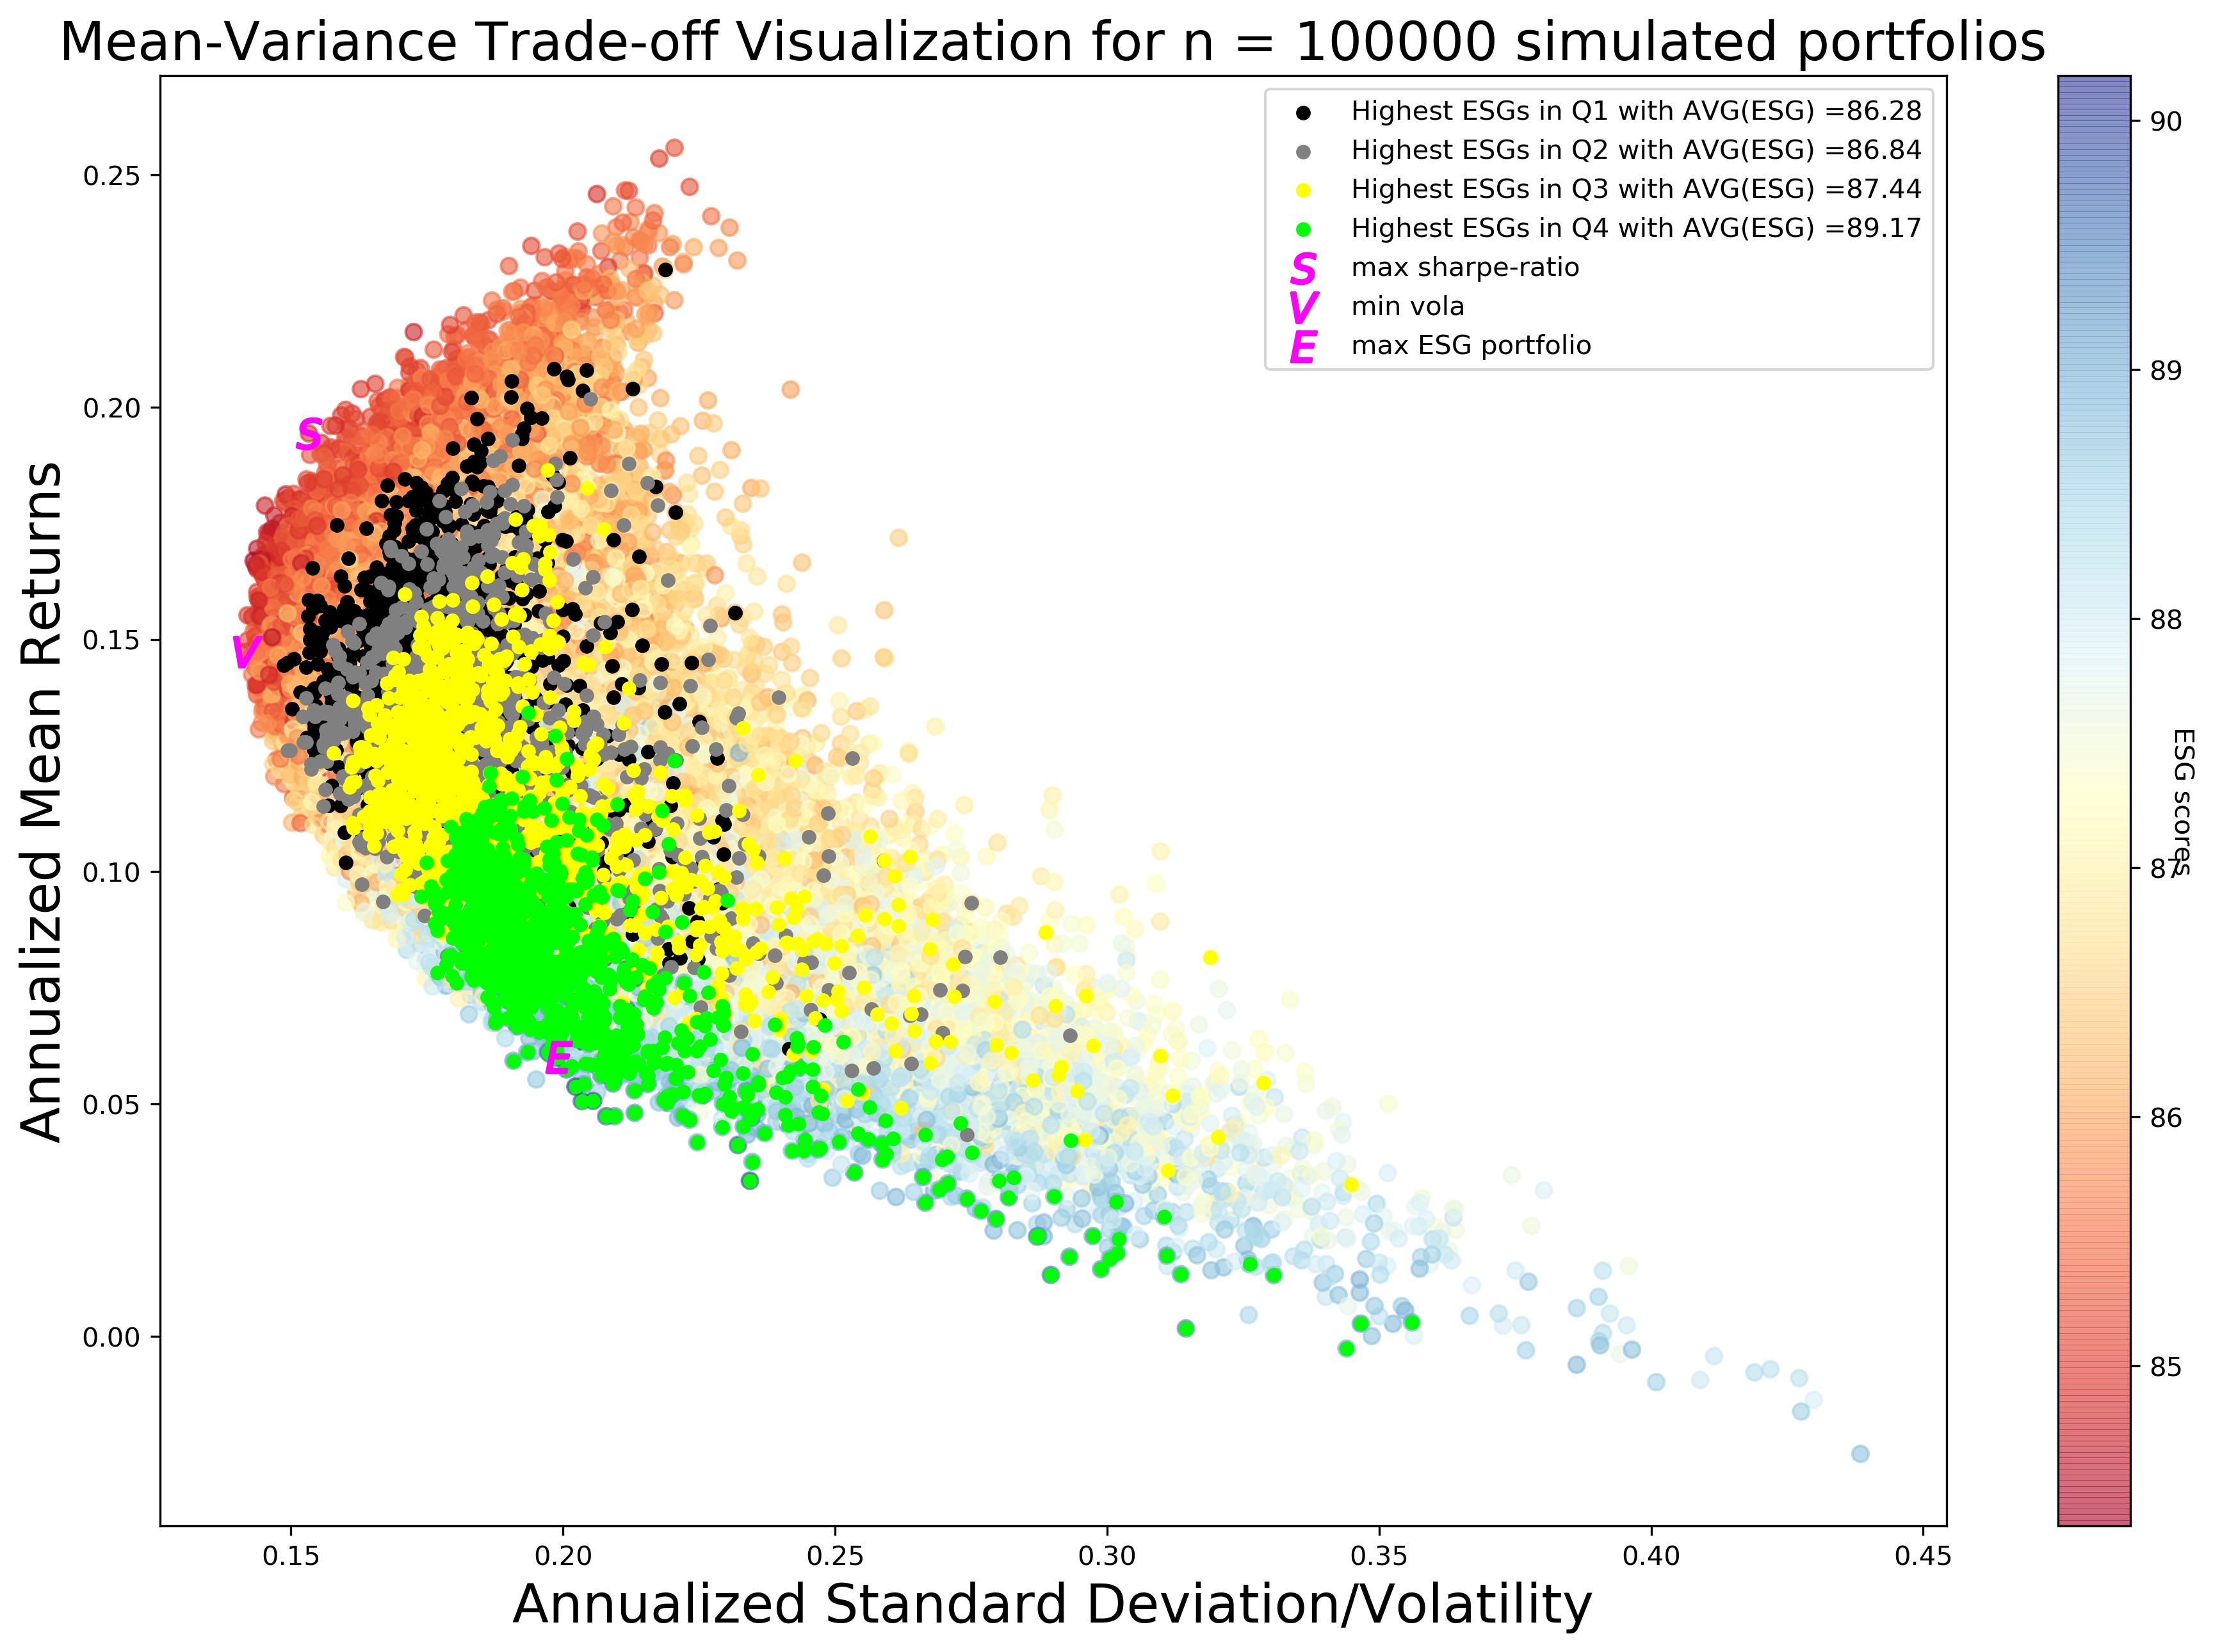 Mean-Variance Trade-off Visualization for n = 100000 simulated portfolios
Highest ESGs in Q1 with AVG(ESG) =86.28
Highest ESGs in Q2 with AVG(ESG) =86.84
Highest ESGs in Q3 with AVG(ESG) =87.44
Highest ESGs in Q4 with AVG(ESG) =89.17
S max sharpe-ratio
V min vola
E max ESG portfolio
S
V
E
Annualized Mean Returns
0.25
0.20
0.15
0.10
0.05
0.00
0.15 0.20 0.25 0.30 0.35 0.40 0.45
Annualized Standard Deviation/Volatility
90
89
88
87
86
85
ESG scores